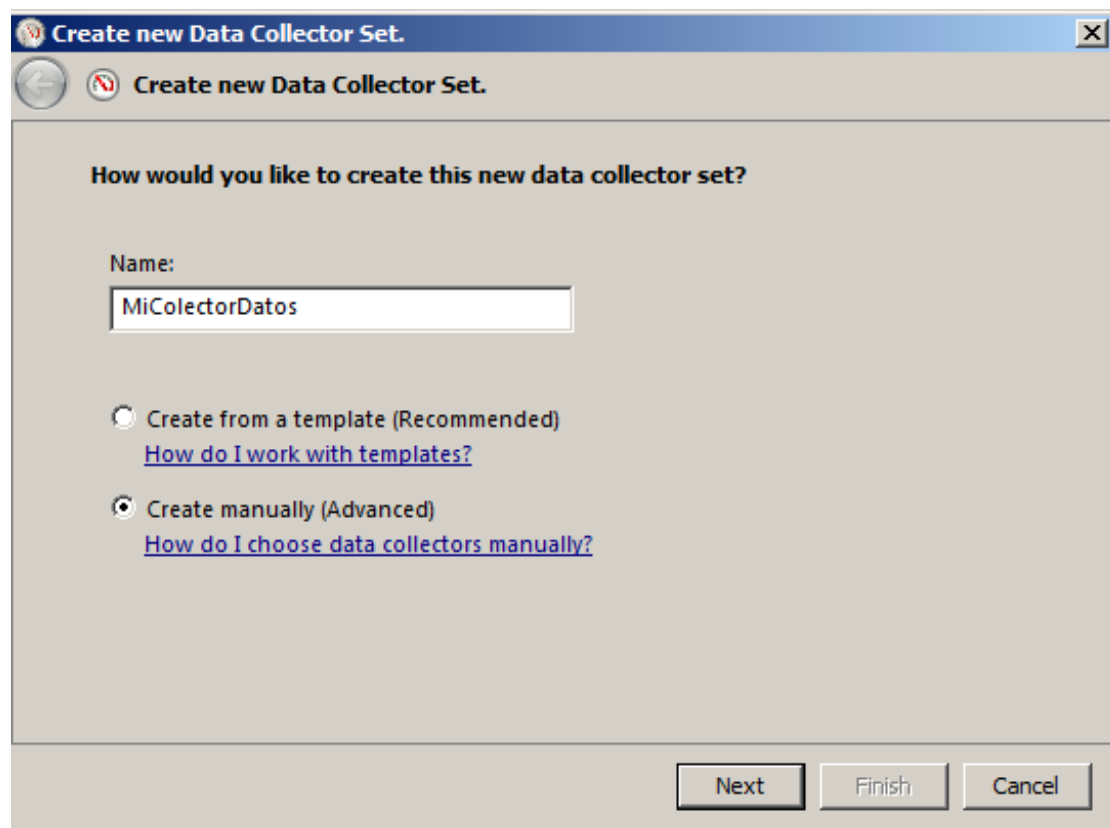 Create new Data Collector Set.
Create new Data Collector Set.
How would you like to create this new data collector set?
Name:
MiColectorDatos
Create from a template (Recommended)
How do I work with templates?
Create manually (Advanced)
How do I choose data collectors manually?
Next
Finish
Cancel